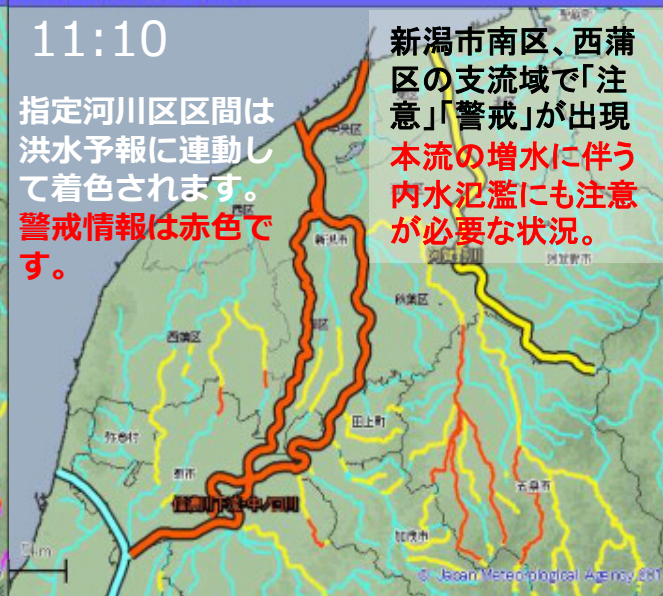 11:10
指定河川区区間は
洪水予報に連動し
て着色されます。
警戒情報は赤色で
す。
新潟市南区、西蒲
区の支流域で「注
意」「警戒」が出現
本流の増水に伴う
内水氾濫にも注意
が必要な状況。
中央区
西区
新潟市
秋葉区
西蒲区
田上町
弥彦村
燕市
信濃川下流・中ノ口川
五泉市
加茂市
阿賀野市
© Japan Meteorological Agency 201